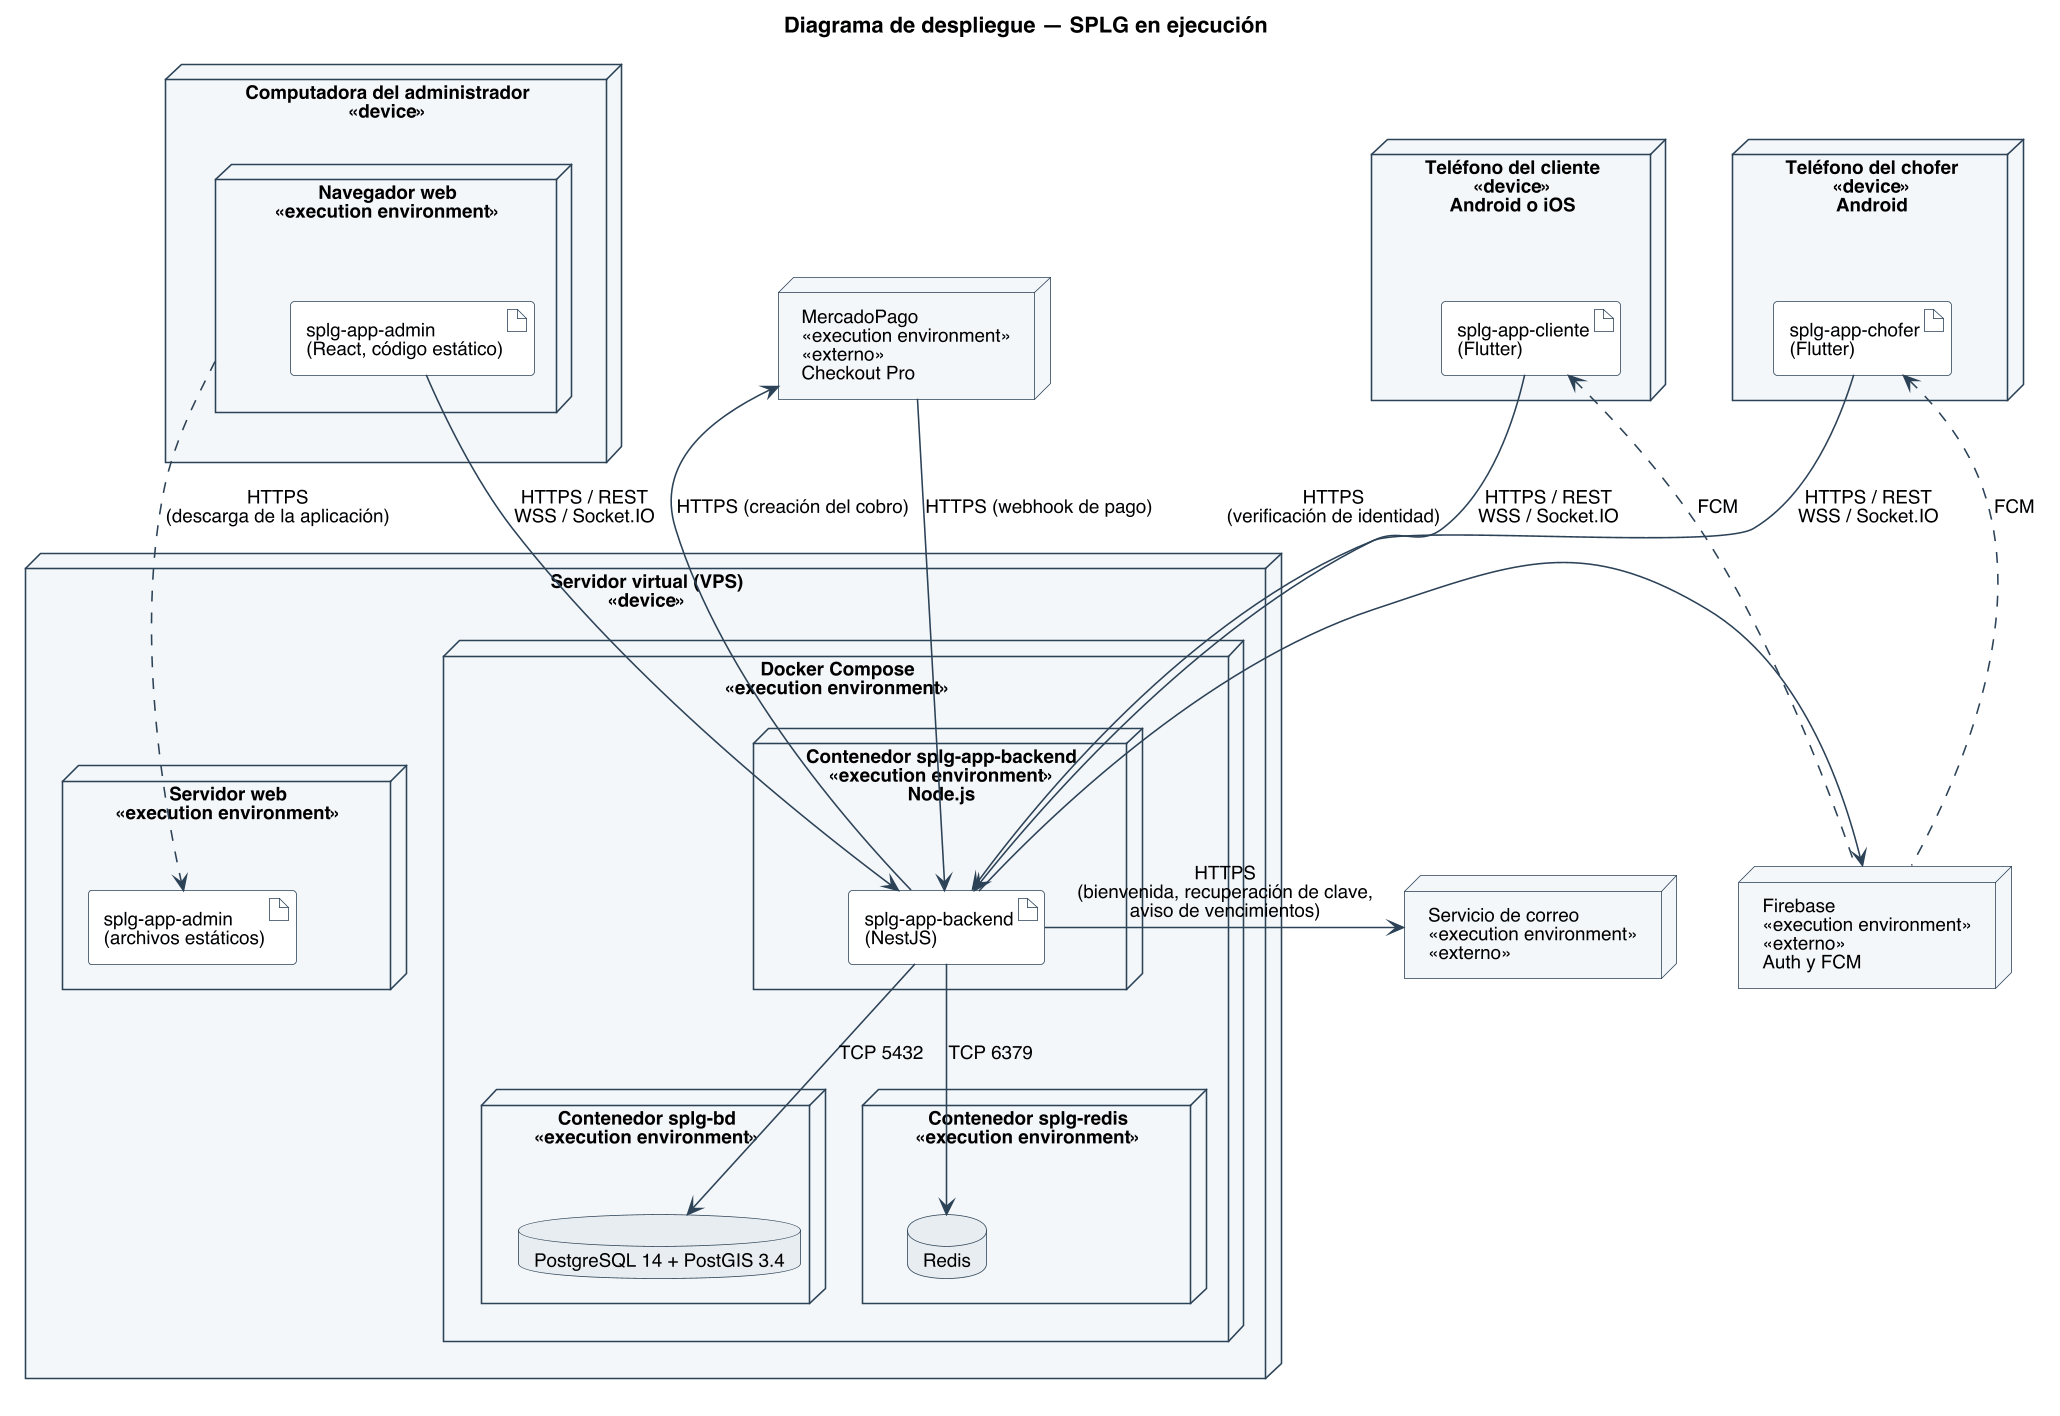 Diagrama de despliegue — SPLG en ejecución
Computadora del administrador
«device»
Navegador web
«execution environment»
splg-app-admin
(React, código estático)
MercadoPago
«execution environment»
«externo»
Checkout Pro
Teléfono del cliente
«device»
Android o iOS
splg-app-cliente
(Flutter)
Teléfono del chofer
«device»
Android
splg-app-chofer
(Flutter)
HTTPS
(descarga de la aplicación)
HTTPS / REST
WSS / Socket.IO
HTTPS (creación del cobro)
HTTPS (webhook de pago)
HTTPS
(verificación de identidad)
HTTPS / REST
WSS / Socket.IO
FCM
HTTPS / REST
WSS / Socket.IO
FCM
Servidor virtual (VPS)
«device»
Docker Compose
«execution environment»
Contenedor splg-app-backend
«execution environment»
Node.js
Servidor web
«execution environment»
splg-app-admin
(archivos estáticos)
splg-app-backend
(NestJS)
HTTPS
(bienvenida, recuperación de clave,
aviso de vencimientos)
Servicio de correo
«execution environment»
«externo»
Firebase
«execution environment»
«externo»
Auth y FCM
TCP 5432
TCP 6379
Contenedor splg-bd
«execution environment»
PostgreSQL 14 + PostGIS 3.4
Contenedor splg-redis
«execution environment»
Redis